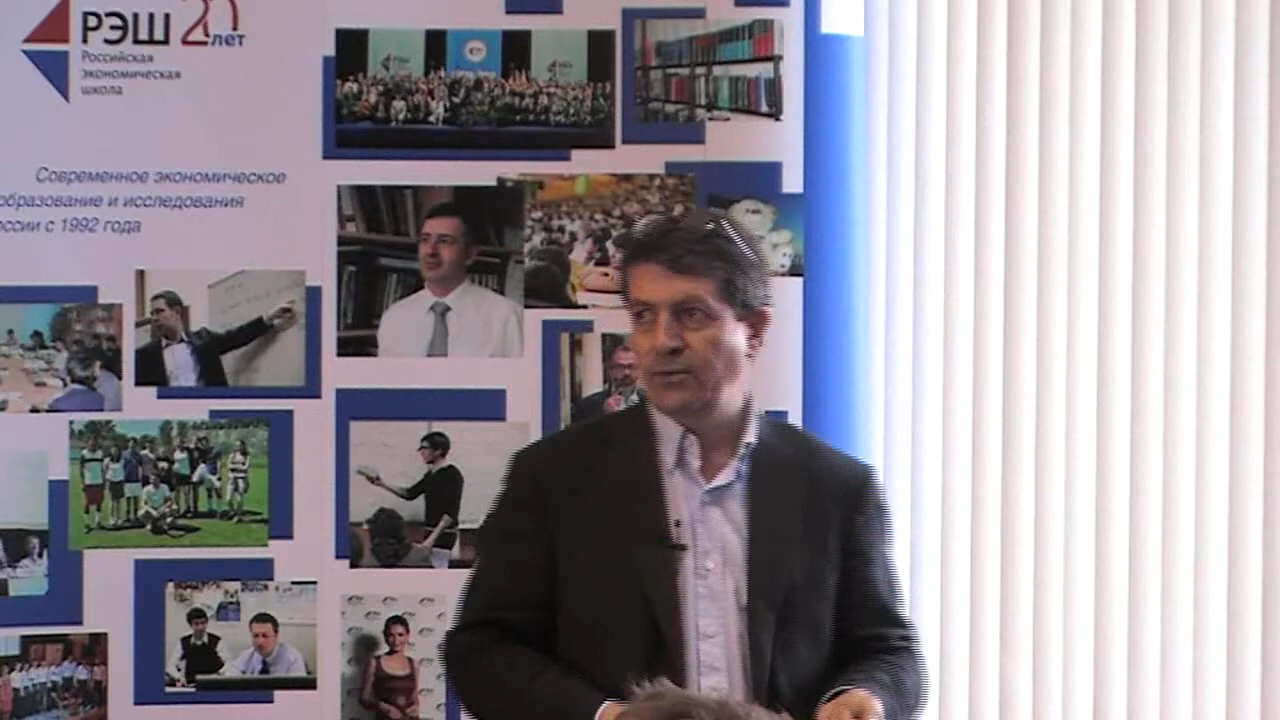 РЭШ 20 лет
Российская
экономическая
школа
Современное экономическое
образование и исследования
оссии с 1992 года